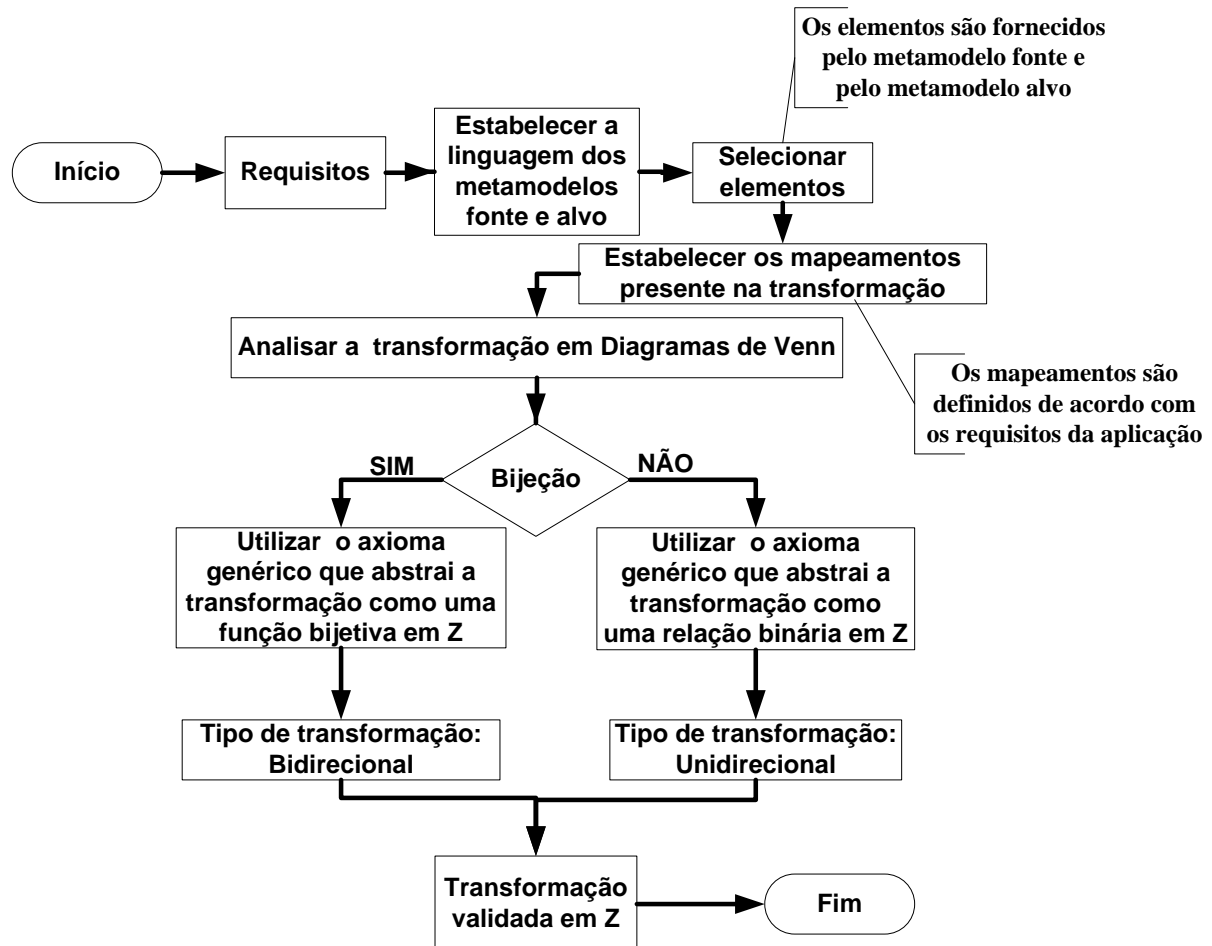 Os elementos são fornecidos
pelo metamodelo fonte e
pelo metamodelo alvo
Início
Requisitos
Estabelecer a
linguagem dos
metamodelos
fonte e alvo
Selecionar
elementos
Estabelecer os mapeamentos
presente na transformação
Analisar a transformação em Diagramas de Venn
Os mapeamentos são
definidos de acordo com
os requisitos da aplicação
SIM
Bijeção
NÃO
Utilizar o axioma
genérico que abstrai a
transformação como uma
função bijetiva em Z
Utilizar o axioma
genérico que abstrai a
transformação como
uma relação binária em Z
Tipo de transformação:
Bidirecional
Tipo de transformação:
Unidirecional
Transformação
validada em Z
Fim